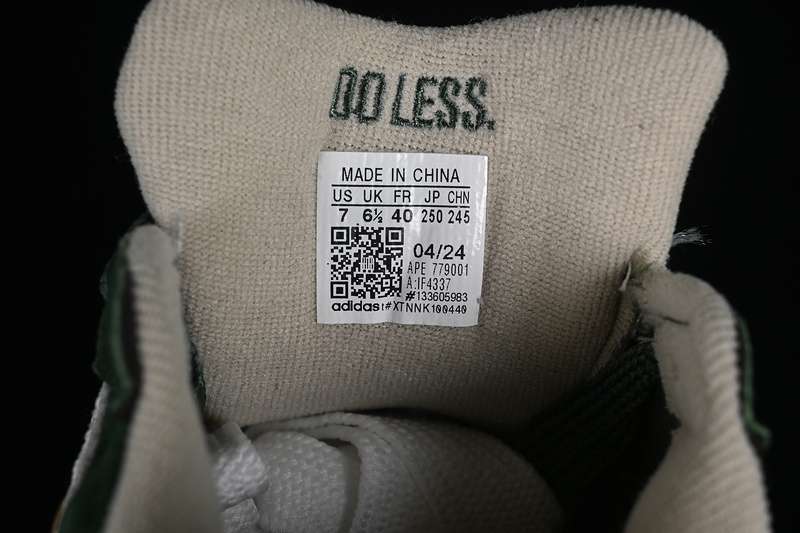 DO LESS.
MADE IN CHINA
US UK FR JP CHN
7 6½ 40 250 245
04/24
APE 779001
A:IF4337
#133605983
adidas t#XTNNK100440